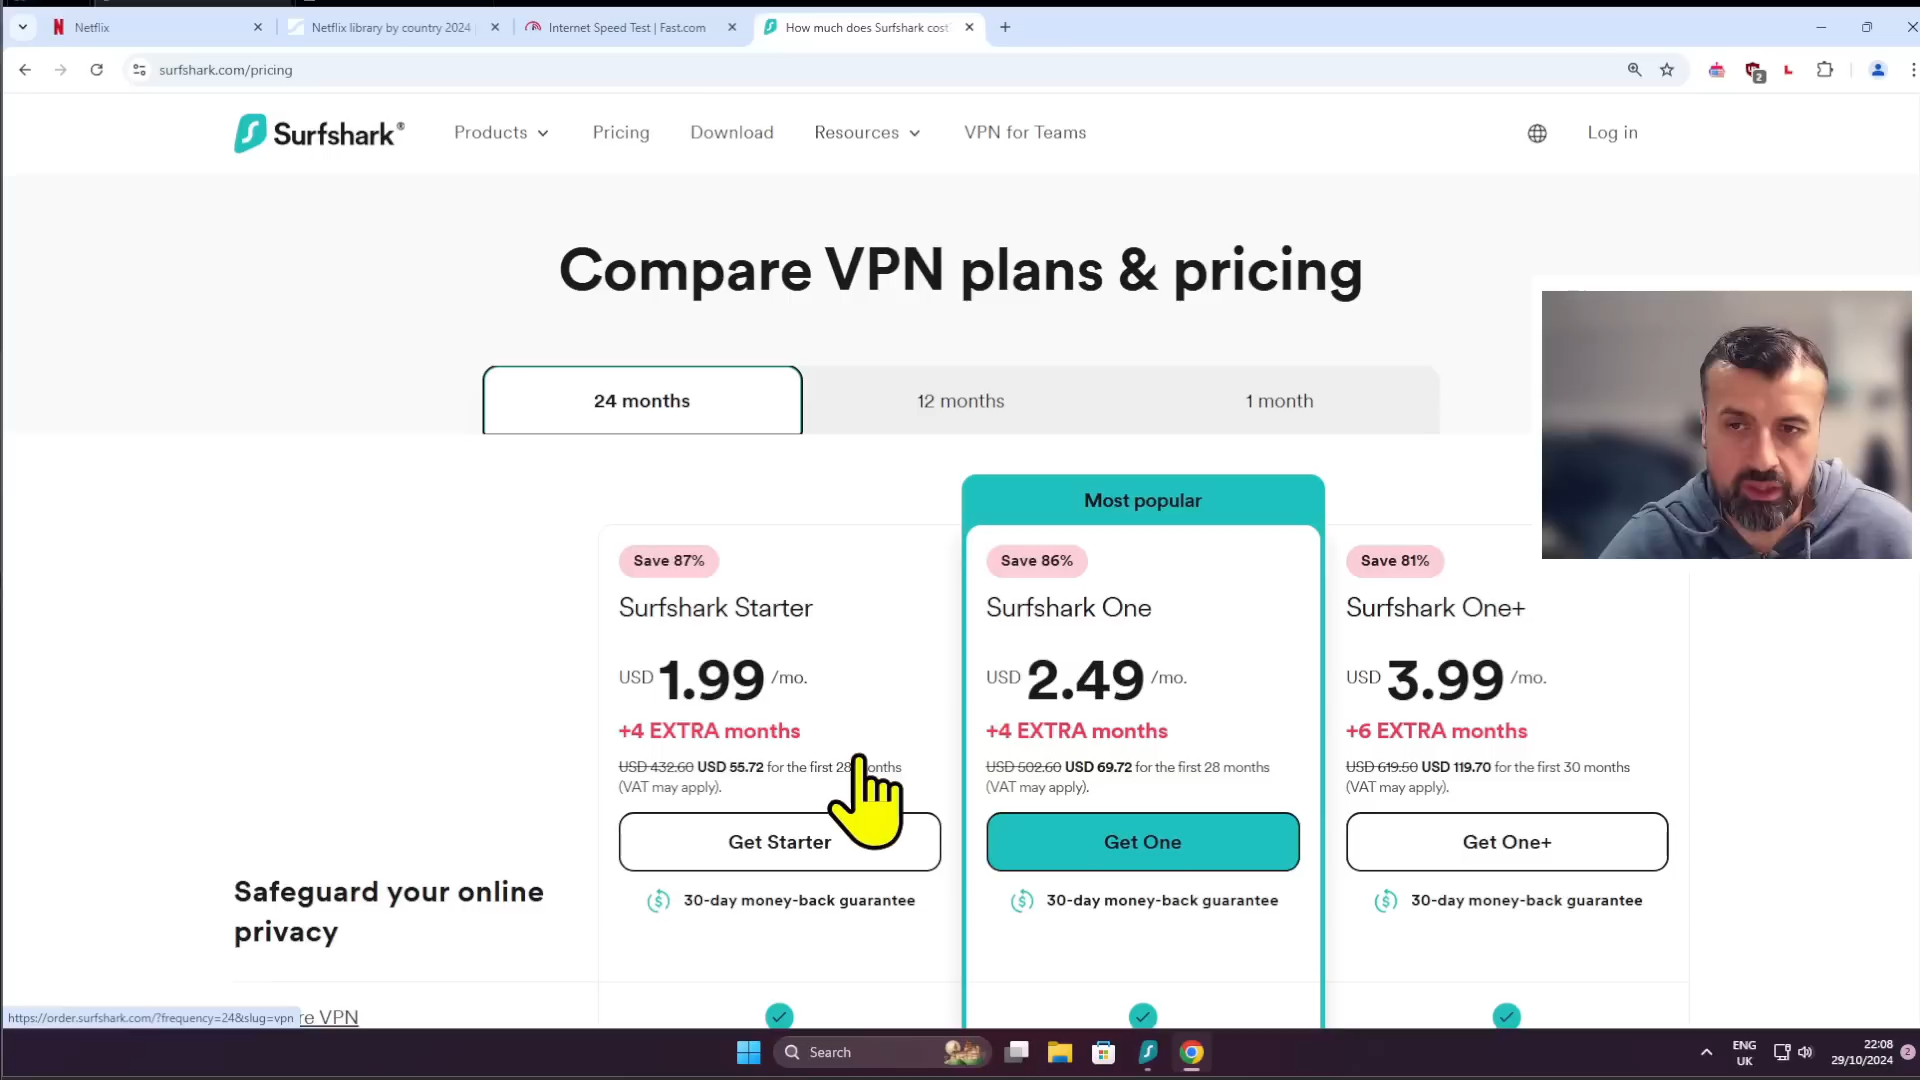 Netflix
Netflix library by country 2024
Internet Speed Test | Fast.com
How much does Surfshark cost
surfshark.com/pricing
2
L
Surfshark®
Products
Pricing
Download
Resources
VPN for Teams
Log in
Compare VPN plans & pricing
24 months
12 months
1 month
Most popular
Save 87%
Save 86%
Save 81%
Surfshark Starter
Surfshark One
Surfshark One+
USD 1.99 /mo.
USD 2.49 /mo.
USD 3.99 /mo.
+4 EXTRA months
+4 EXTRA months
+6 EXTRA months
USD 432.60 USD 55.72 for the first 28 months
(VAT may apply).
USD 502.60 USD 69.72 for the first 28 months
(VAT may apply).
USD 619.50 USD 119.70 for the first 30 months
(VAT may apply).
Get Starter
Get One
Get One+
30-day money-back guarantee
30-day money-back guarantee
30-day money-back guarantee
Safeguard your online
privacy
https://order.surfshark.com/?frequency=24&slug=vpn
re VPN
Search
ENG
UK
22:08
29/10/2024
2